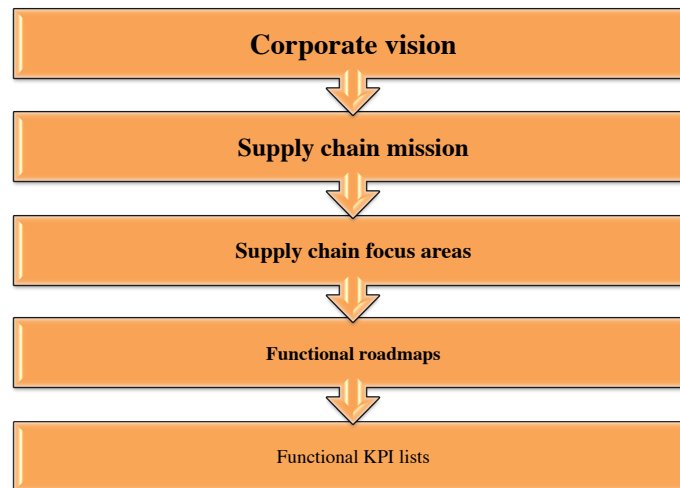 Corporate vision
Supply chain mission
Supply chain focus areas
Functional roadmaps
Functional KPI lists